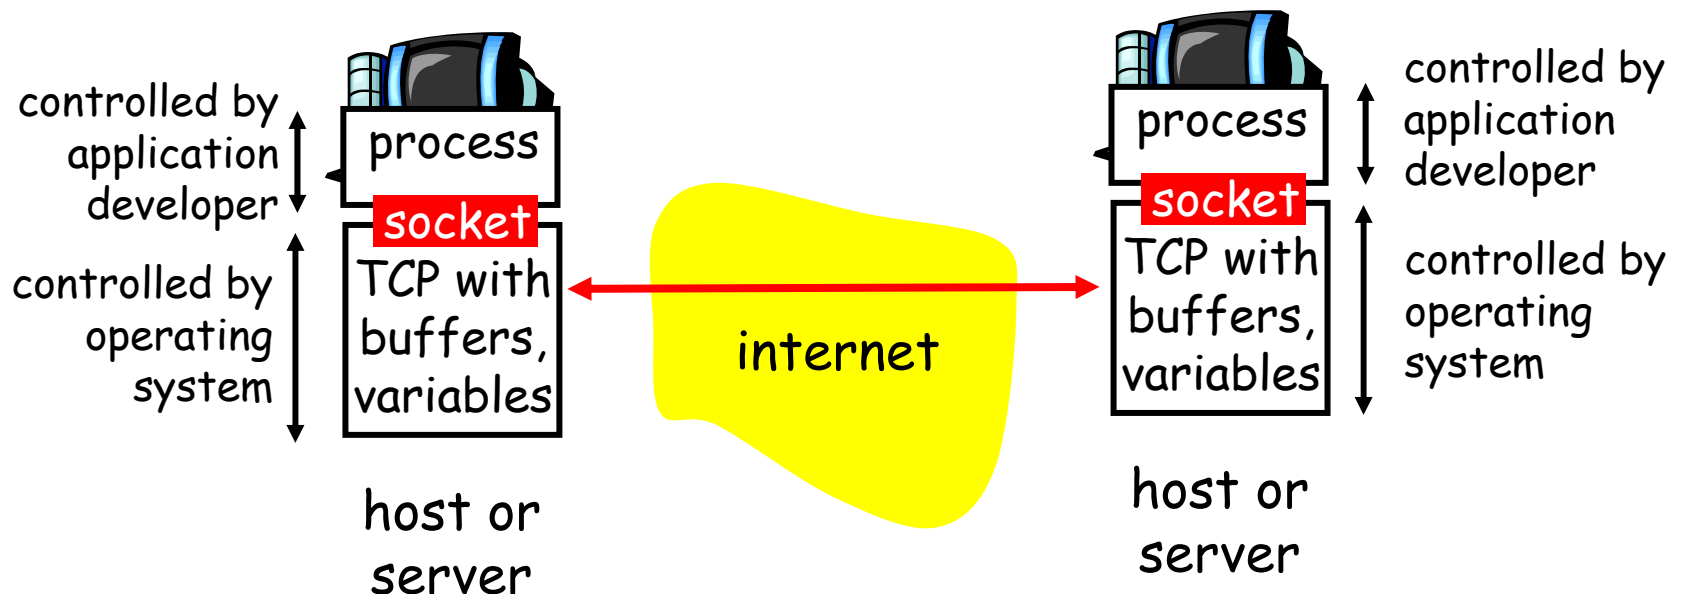 controlled by
application
developer
controlled by
operating
system
process
socket
TCP with
buffers,
variables
host or
server
internet
process
socket
TCP with
buffers,
variables
host or
server
controlled by
application
developer
controlled by
operating
system